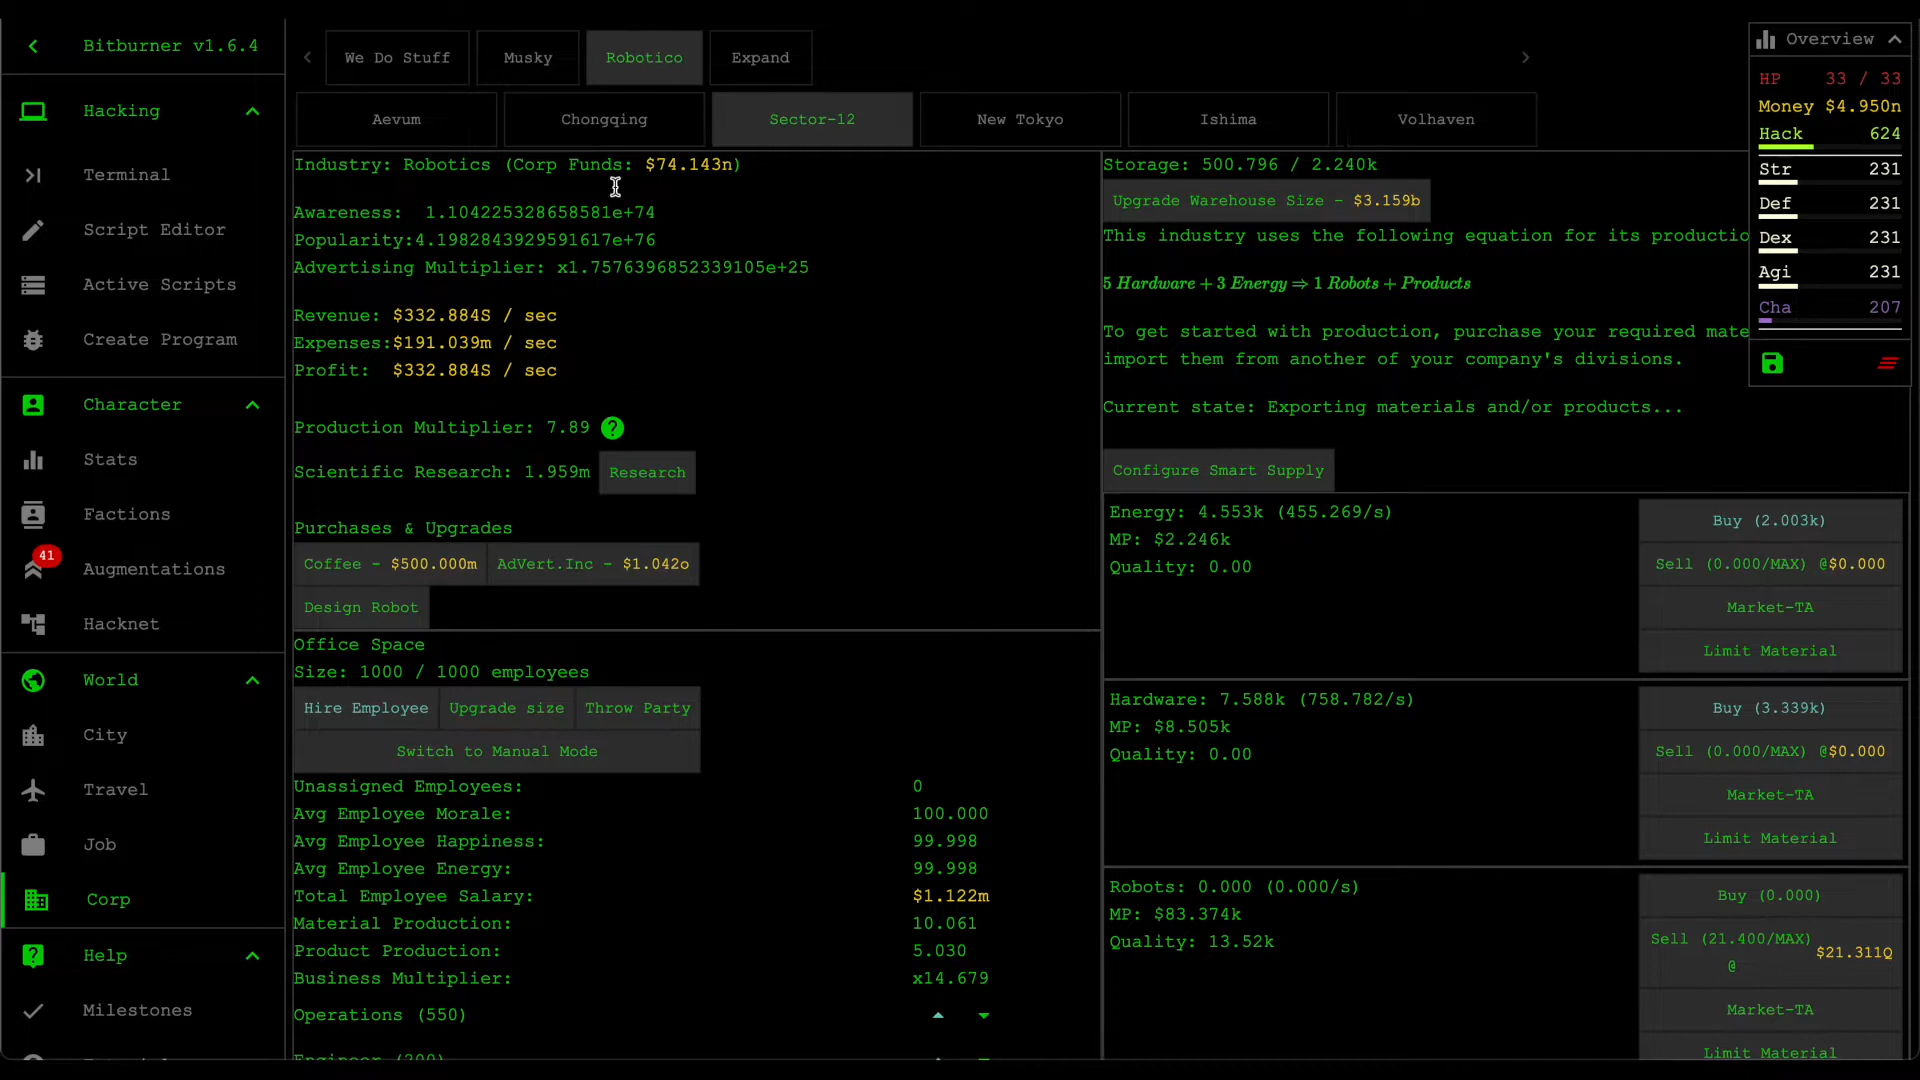 Bitburner v1.6.4
Hacking
Terminal
Script Editor
Active Scripts
Create Program
Character
Stats
Factions
41
Augmentations
Hacknet
World
City
Travel
Job
Corp
Help
Milestones
We Do Stuff
Musky
Robotico
Expand
Aevum
Chongqing
Sector-12
New Tokyo
Ishima
Volhaven
Industry: Robotics (Corp Funds: $74.143n)
Awareness: 1.104225328658581e+74
Popularity:4.1982843929591617e+76
Advertising Multiplier: x1.7576396852339105e+25
Revenue: $332.884S / sec
Expenses:$191.039m / sec
Profit: $332.884S / sec
Production Multiplier: 7.89 ?
Scientific Research: 1.959m Research
Purchases & Upgrades
Coffee - $500.000m AdVert.Inc - $1.042o
Design Robot
Office Space
Size: 1000 / 1000 employees
Hire Employee Upgrade size Throw Party
Switch to Manual Mode
Unassigned Employees: 0
Avg Employee Morale: 100.000
Avg Employee Happiness: 99.998
Avg Employee Energy: 99.998
Total Employee Salary: $1.122m
Material Production: 10.061
Product Production: 5.030
Business Multiplier: x14.679
Operations (550)
Engineer (200)
Storage: 500.796 / 2.240k
Upgrade Warehouse Size - $3.159b
This industry uses the following equation for its productio
5 Hardware + 3 Energy ⇒ 1 Robots + Products
To get started with production, purchase your required mate
import them from another of your company's divisions.
Current state: Exporting materials and/or products...
Configure Smart Supply
Energy: 4.553k (455.269/s)
MP: $2.246k
Quality: 0.00
Buy (2.003k)
Sell (0.000/MAX) @$0.000
Market-TA
Limit Material
Hardware: 7.588k (758.782/s)
MP: $8.505k
Quality: 0.00
Buy (3.339k)
Sell (0.000/MAX) @$0.000
Market-TA
Limit Material
Robots: 0.000 (0.000/s)
MP: $83.374k
Quality: 13.52k
Buy (0.000)
Sell (21.400/MAX) @ $21.311Q
Market-TA
Limit Material
Overview
HP 33 / 33
Money $4.950n
Hack 624
Str 231
Def 231
Dex 231
Agi 231
Cha 207